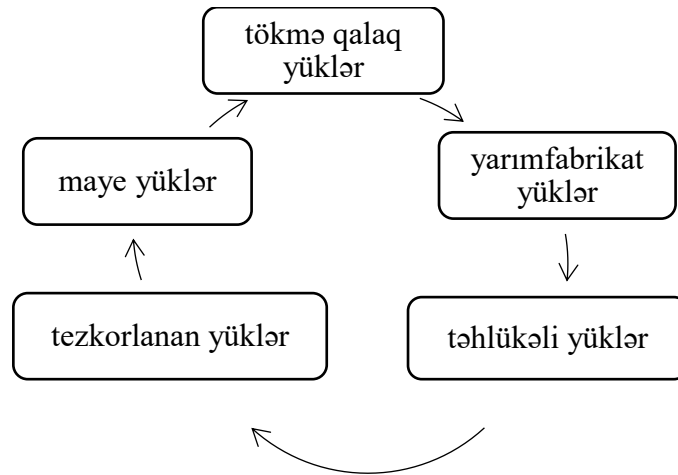 tökmə qalaq
yüklər
yarımfabrikat
yüklər
təhlükəli yüklər
tezkorlanan yüklər
maye yüklər